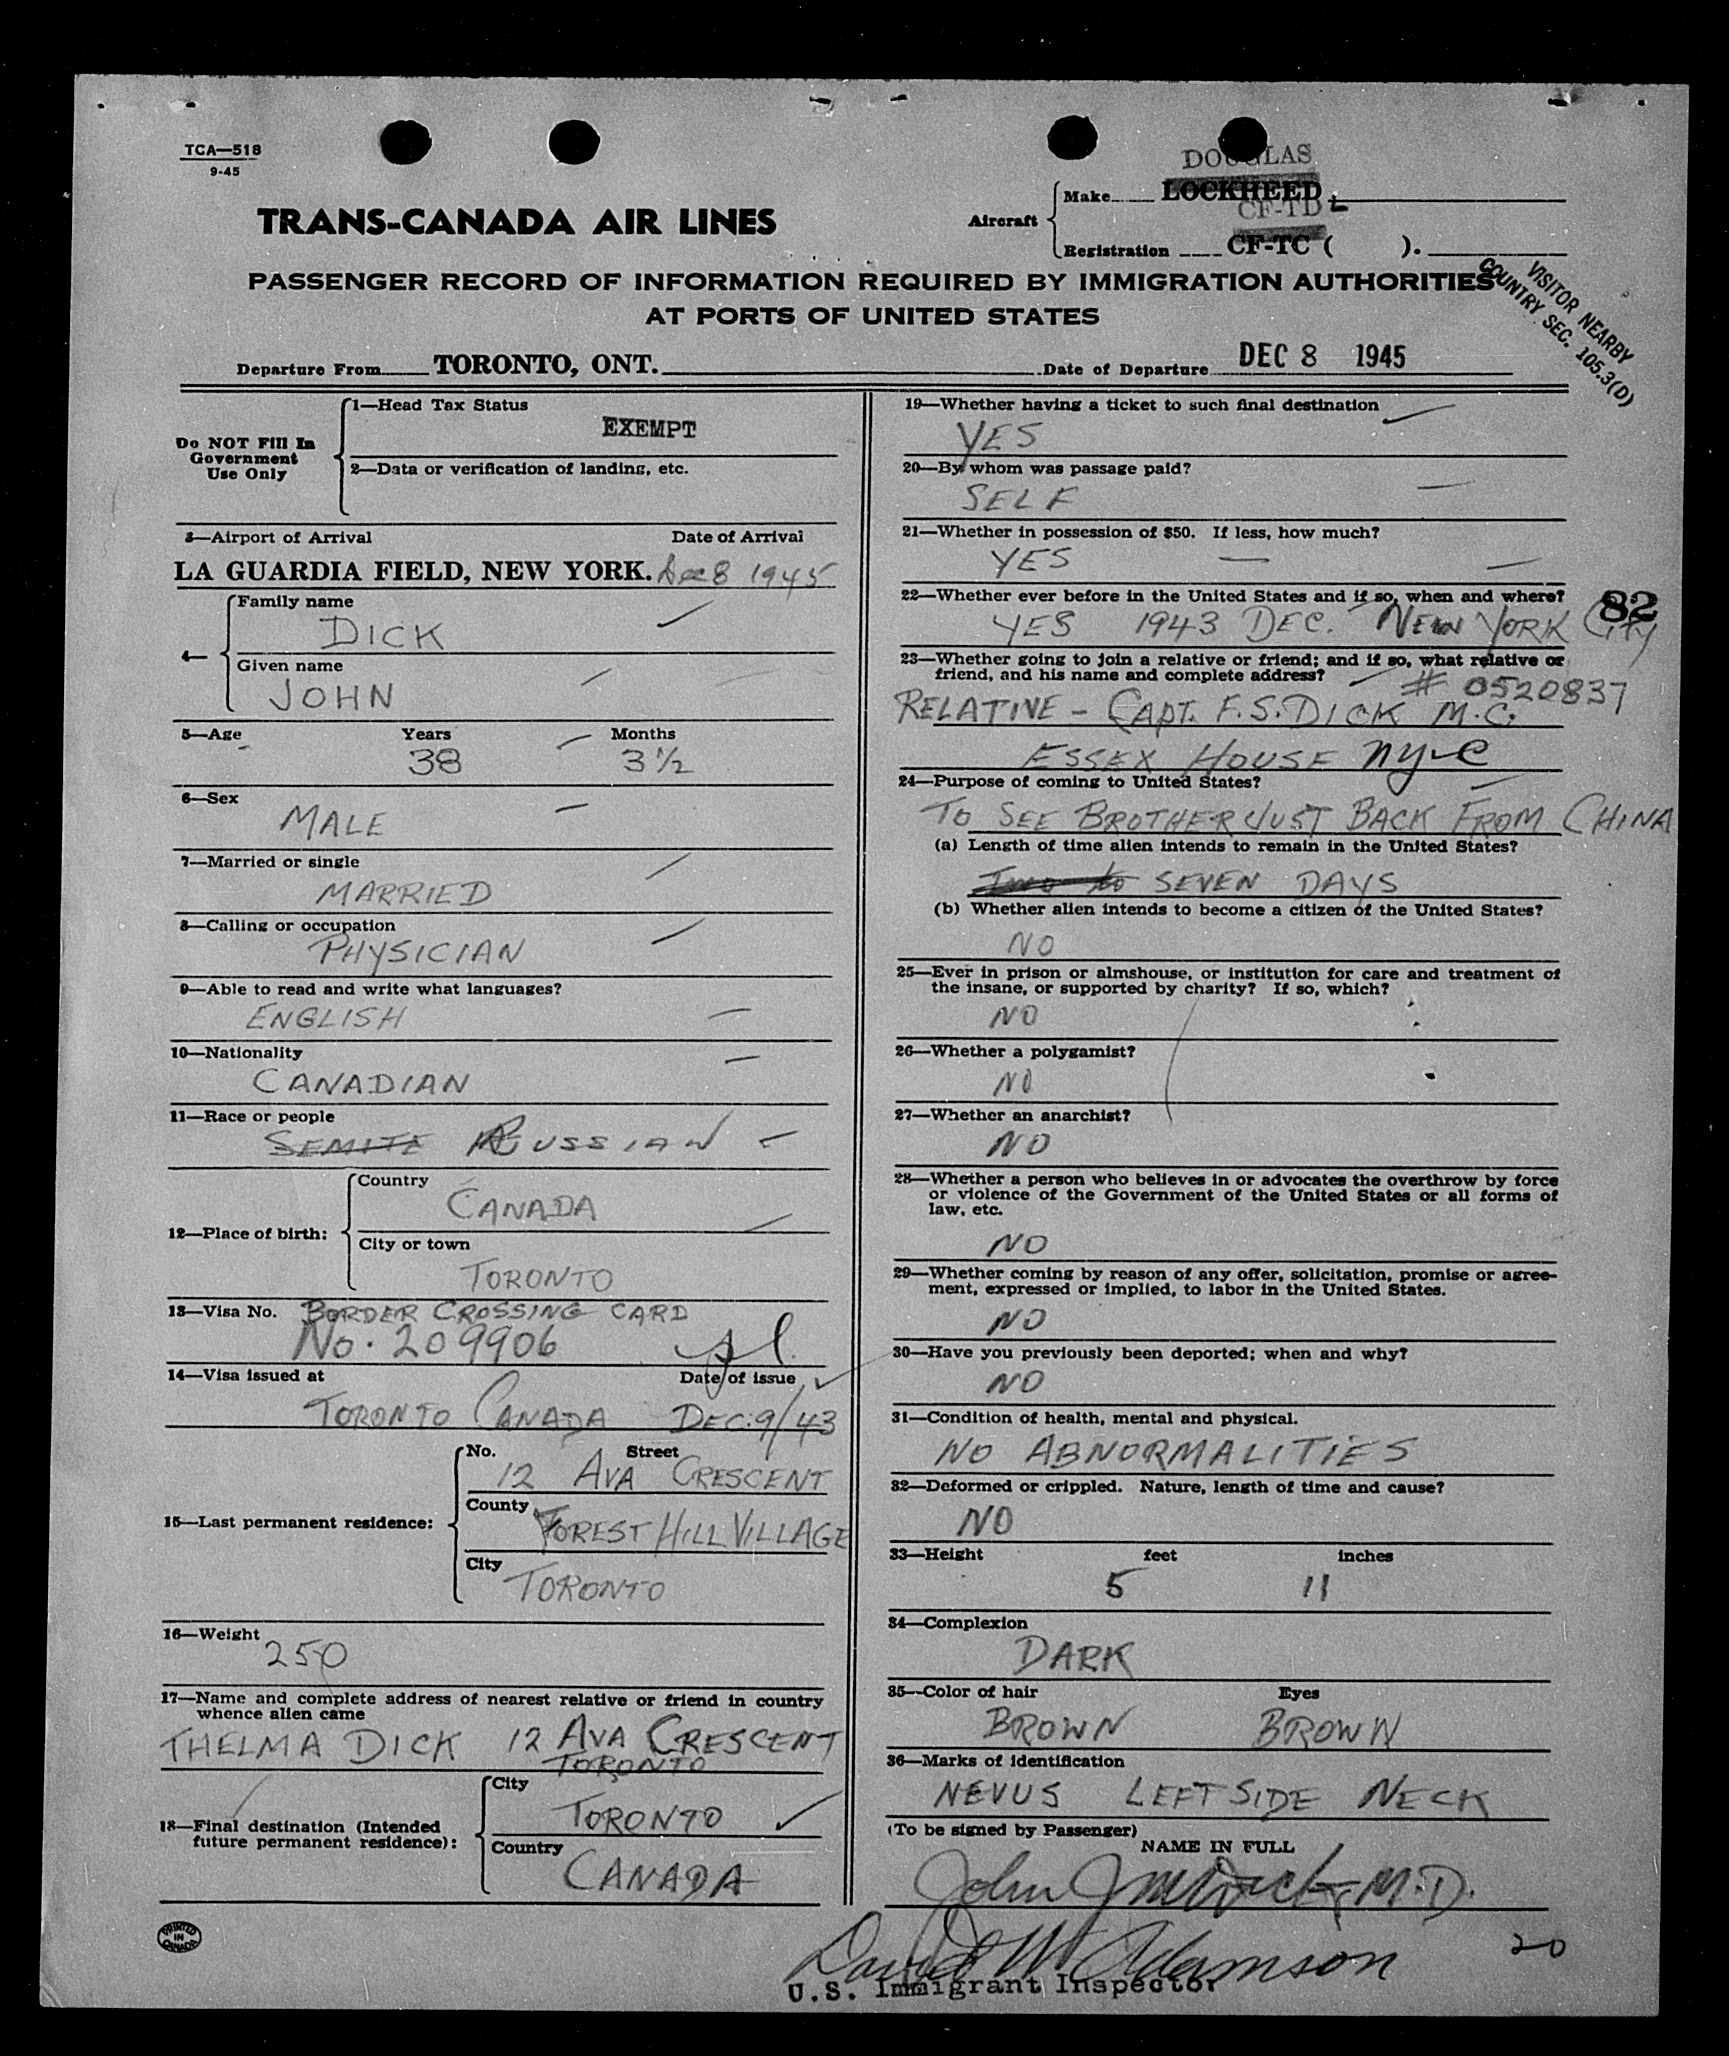 TCA—518
9-45
TRANS-CANADA AIR LINES
Aircraft
DOUGLAS
Make LOCKHEED
CF-TD L
Registration CF-TC ( ).
PASSENGER RECORD OF INFORMATION REQUIRED BY IMMIGRATION AUTHORITIES
AT PORTS OF UNITED STATES
VISITOR NEARBY
COUNTRY SEC. 105.3(D)
Departure From TORONTO, ONT. Date of Departure DEC 8 1945
Do NOT Fill In
Government
Use Only
1—Head Tax Status
EXEMPT
2—Data or verification of landing, etc.
3—Airport of Arrival Date of Arrival
LA GUARDIA FIELD, NEW YORK. Dec 8 1945
4—
Family name
DICK
Given name
JOHN
5—Age Years Months
38 3 1/2
6—Sex
MALE
7—Married or single
MARRIED
8—Calling or occupation
PHYSICIAN
9—Able to read and write what languages?
ENGLISH
10—Nationality
CANADIAN
11—Race or people
SEMITE RUSSIAN
12—Place of birth:
Country
CANADA
City or town
TORONTO
13—Visa No. BORDER CROSSING CARD
No. 209906
14—Visa issued at Date of issue
TORONTO CANADA DEC. 9/43
15—Last permanent residence:
No. Street
12 AVA CRESCENT
County
FOREST HILL VILLAGE
City
TORONTO
16—Weight
250
17—Name and complete address of nearest relative or friend in country
whence alien came
THELMA DICK 12 AVA CRESCENT
TORONTO
18—Final destination (Intended
future permanent residence):
City
TORONTO
Country
CANADA
PRINTED
IN
CANADA
19—Whether having a ticket to such final destination
YES
20—By whom was passage paid?
SELF
21—Whether in possession of $50. If less, how much?
YES —
22—Whether ever before in the United States and if so, when and where?
82
YES 1943 DEC. NEW YORK City
23—Whether going to join a relative or friend; and if so, what relative or
friend, and his name and complete address?
# 0520837
RELATIVE - CAPT. F.S. DICK M.C.
ESSEX HOUSE nyc
24—Purpose of coming to United States?
TO SEE BROTHER JUST BACK FROM CHINA
(a) Length of time alien intends to remain in the United States?
Two to SEVEN DAYS
(b) Whether alien intends to become a citizen of the United States?
NO
25—Ever in prison or almshouse, or institution for care and treatment of
the insane, or supported by charity? If so, which?
NO
26—Whether a polygamist?
NO
27—Whether an anarchist?
NO
28—Whether a person who believes in or advocates the overthrow by force
or violence of the Government of the United States or all forms of
law, etc.
NO
29—Whether coming by reason of any offer, solicitation, promise or agree-
ment, expressed or implied, to labor in the United States.
NO
30—Have you previously been deported; when and why?
NO
31—Condition of health, mental and physical.
NO ABNORMALITIES
32—Deformed or crippled. Nature, length of time and cause?
NO
33—Height feet inches
5 11
34—Complexion
DARK
35—Color of hair Eyes
BROWN BROWN
36—Marks of identification
NEVUS LEFT SIDE NECK
(To be signed by Passenger)
NAME IN FULL
John Dick M.D.
David W Adamson
20
U.S. Immigrant Inspector